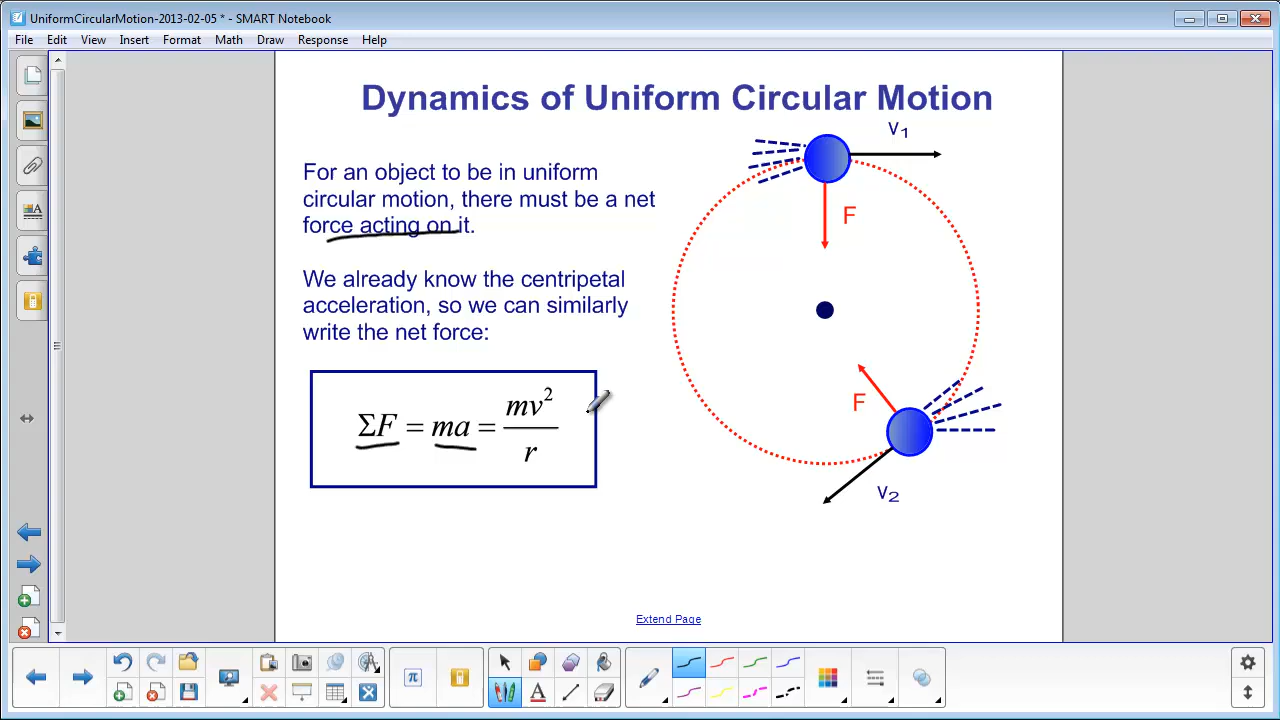 UniformCircularMotion-2013-02-05 * - SMART Notebook
File Edit View Insert Format Math Draw Response Help
Dynamics of Uniform Circular Motion
For an object to be in uniform
circular motion, there must be a net
force acting on it.
We already know the centripetal
acceleration, so we can similarly
write the net force:
ΣF = ma = mv²/r
v₁
F
F
v₂
Extend Page
π
A